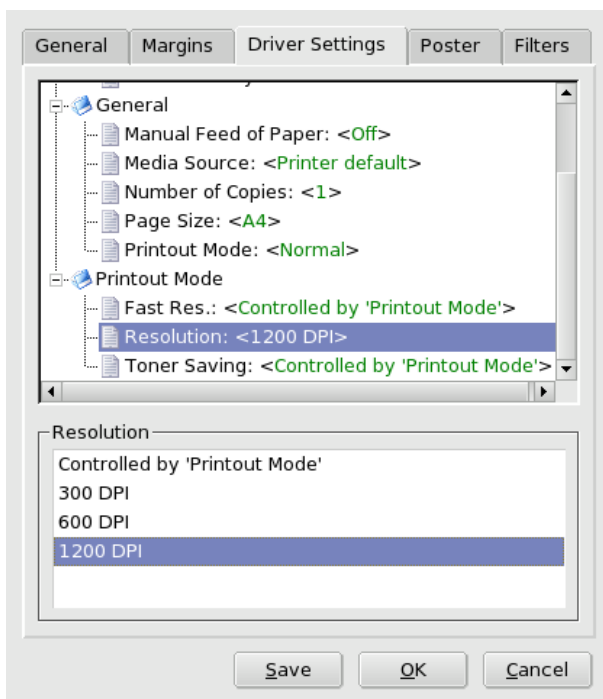 General Margins Driver Settings Poster Filters
General
Manual Feed of Paper: <Off>
Media Source: <Printer default>
Number of Copies: <1>
Page Size: <A4>
Printout Mode: <Normal>
Printout Mode
Fast Res.: <Controlled by 'Printout Mode'>
Resolution: <1200 DPI>
Toner Saving: <Controlled by 'Printout Mode'>
Resolution
Controlled by 'Printout Mode'
300 DPI
600 DPI
1200 DPI
Save OK Cancel